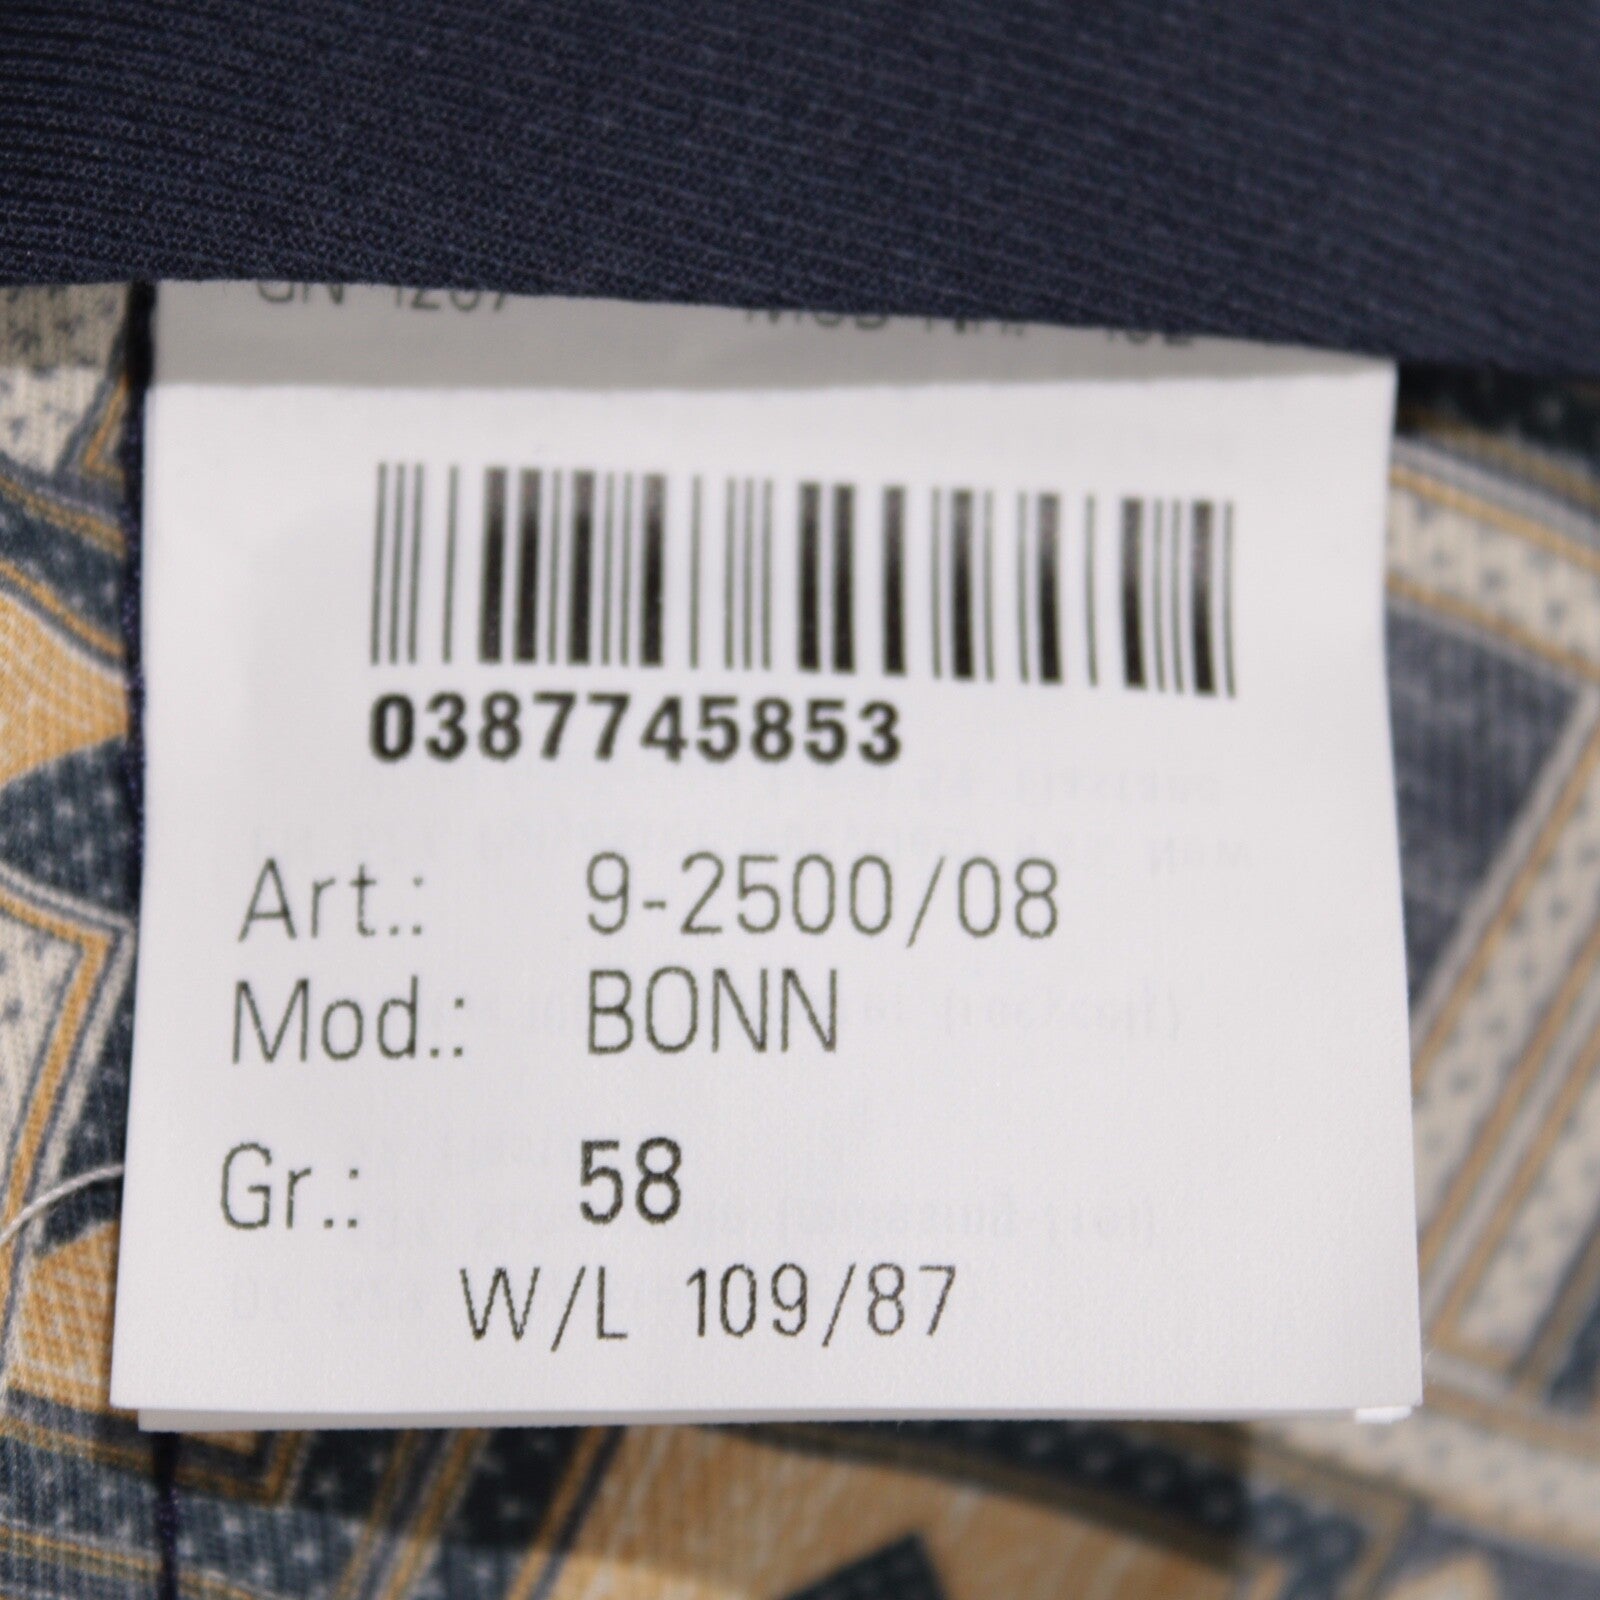 0387745853
Art.: 9-2500/08
Mod.: BONN
Gr.: 58
W/L 109/87